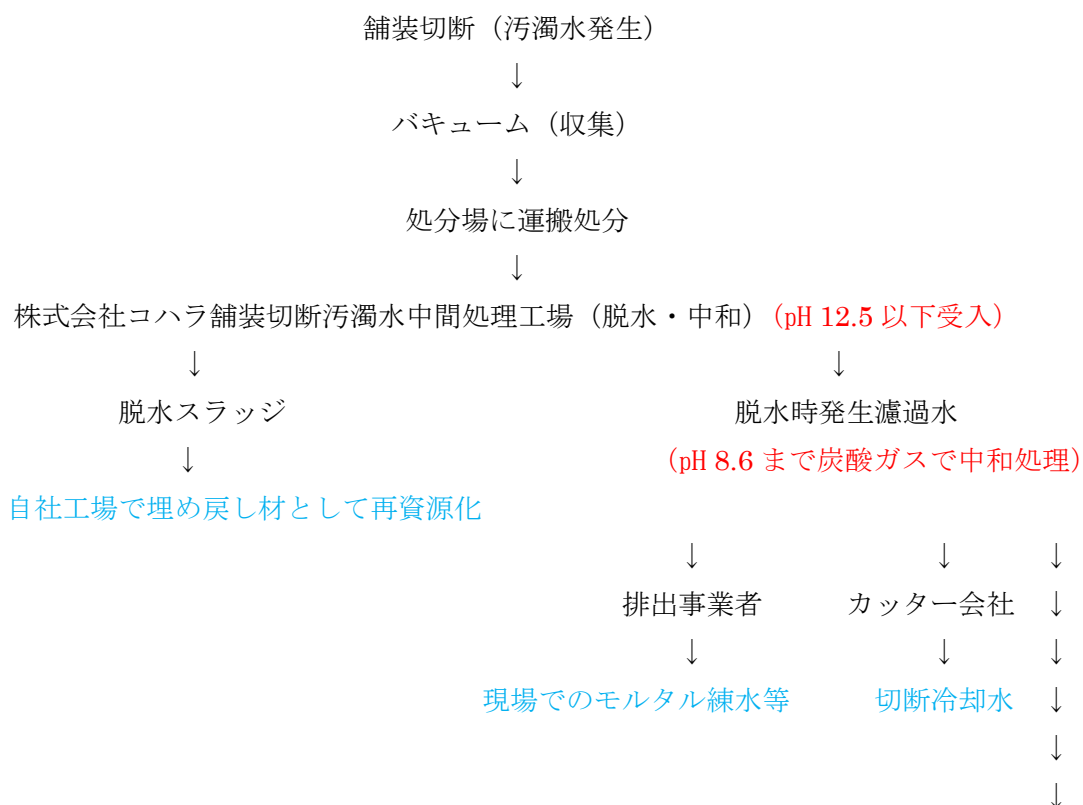 舗装切断（汚濁水発生）
↓
バキューム（収集）
↓
処分場に運搬処分
↓
株式会社コハラ舗装切断汚濁水中間処理工場（脱水・中和）（pH 12.5 以下受入）
↓ ↓
脱水スラッジ 脱水時発生濾過水
↓ （pH 8.6 まで炭酸ガスで中和処理）
自社工場で埋め戻し材として再資源化
↓ ↓ ↓
排出事業者 カッター会社 ↓
↓ ↓ ↓
現場でのモルタル練水等 切断冷却水 ↓
↓
↓